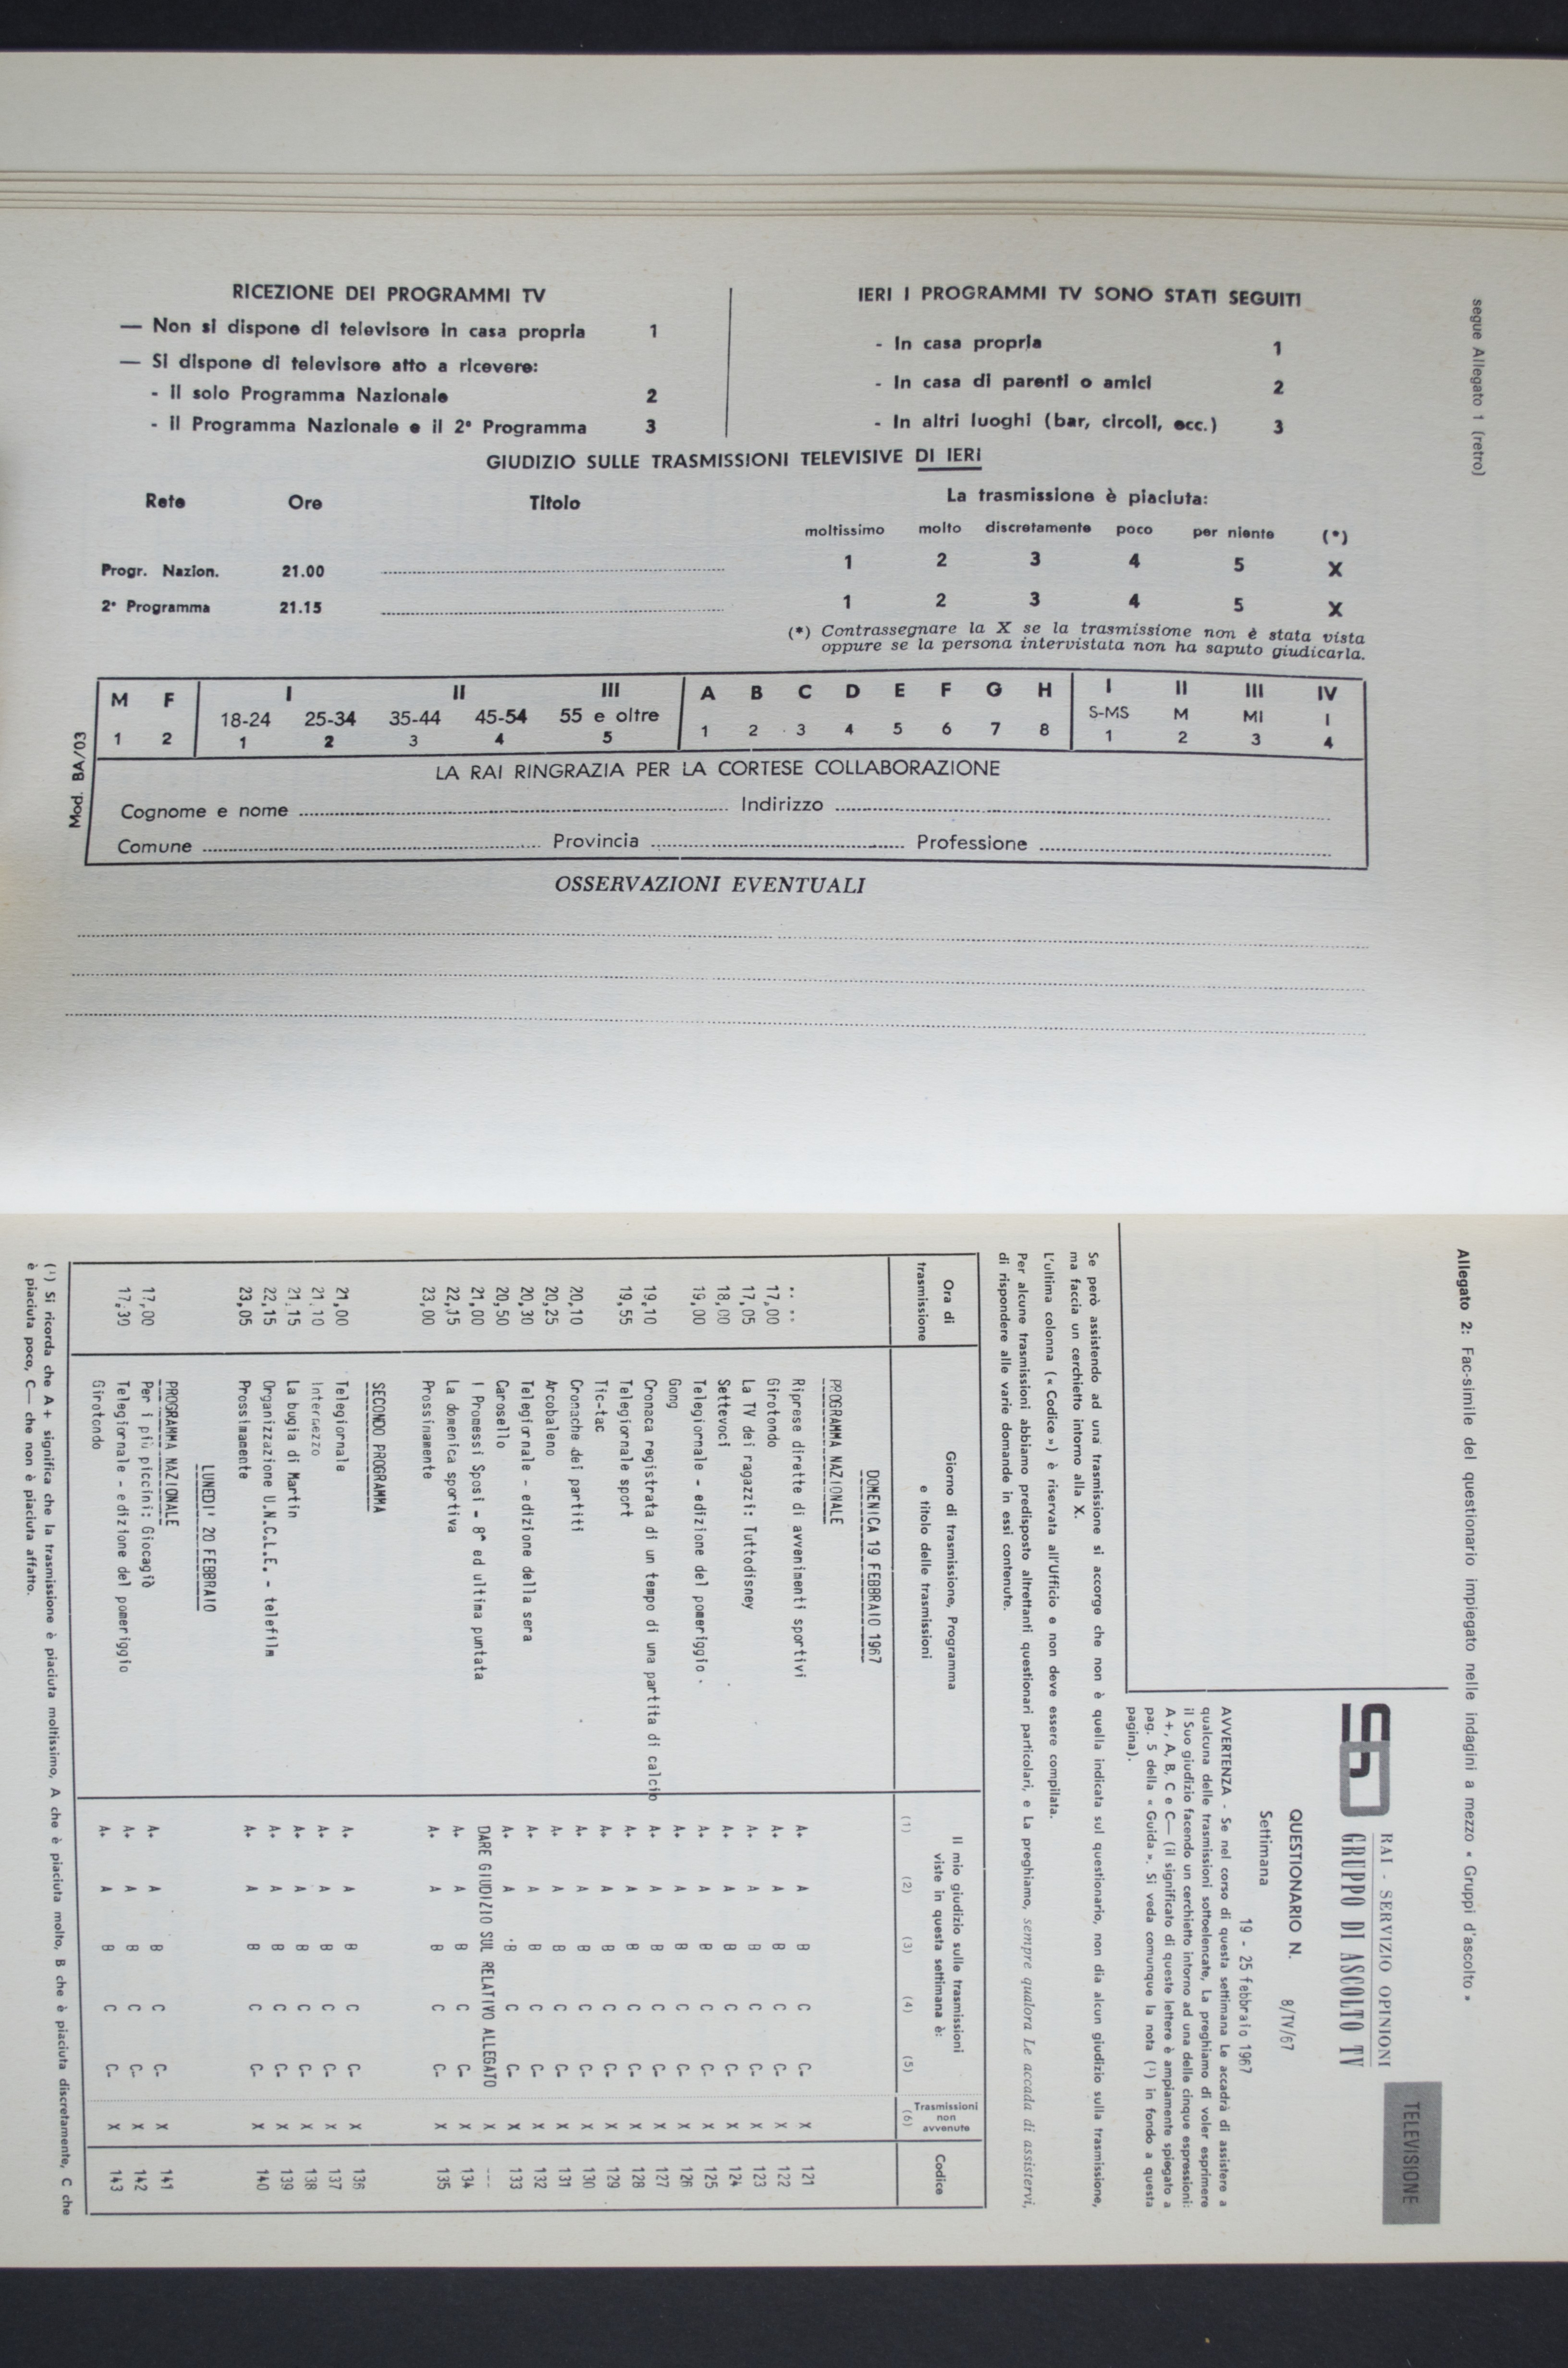 segue Allegato 1 (retro)
RICEZIONE DEI PROGRAMMI TV
— Non si dispone di televisore in casa propria 1
— Si dispone di televisore atto a ricevere:
- il solo Programma Nazionale 2
- il Programma Nazionale e il 2° Programma 3
IERI I PROGRAMMI TV SONO STATI SEGUITI
- In casa propria 1
- In casa di parenti o amici 2
- In altri luoghi (bar, circoli, ecc.) 3
GIUDIZIO SULLE TRASMISSIONI TELEVISIVE DI IERI
Rete Ore Titolo La trasmissione è piaciuta:
moltissimo molto discretamente poco per niente (*)
Progr. Nazion. 21.00 1 2 3 4 5 X
2° Programma 21.15 1 2 3 4 5 X
(*) Contrassegnare la X se la trasmissione non è stata vista
oppure se la persona intervistata non ha saputo giudicarla.
M F I II III A B C D E F G H I II III IV
18-24 25-34 35-44 45-54 55 e oltre S-MS M MI I
1 2 1 2 3 4 5 1 2 3 4 5 6 7 8 1 2 3 4
LA RAI RINGRAZIA PER LA CORTESE COLLABORAZIONE
Cognome e nome Indirizzo
Comune Provincia Professione
Mod. BA/03
OSSERVAZIONI EVENTUALI
Allegato 2: Fac-simile del questionario impiegato nelle indagini a mezzo « Gruppi d'ascolto »
RAI - SERVIZIO OPINIONI
GRUPPO DI ASCOLTO TV
TELEVISIONE
QUESTIONARIO N. 8/TV/67
Settimana 19 - 25 febbraio 1967
AVVERTENZA - Se nel corso di questa settimana Le accadrà di assistere a
qualcuna delle trasmissioni sottoelencate, La preghiamo di voler esprimere
il Suo giudizio facendo un cerchietto intorno ad una delle cinque espressioni:
A+, A, B, C e C— (il significato di queste lettere è ampiamente spiegato a
pag. 5 della « Guida ». Si veda comunque la nota (¹) in fondo a questa
pagina).
Se però assistendo ad una trasmissione si accorge che non è quella indicata sul questionario, non dia alcun giudizio sulla trasmissione,
ma faccia un cerchietto intorno alla X.
L'ultima colonna (« Codice ») è riservata all'Ufficio e non deve essere compilata.
Per alcune trasmissioni abbiamo predisposto altrettanti questionari particolari, e La preghiamo, sempre qualora Le accada di assistervi,
di rispondere alle varie domande in essi contenute.
Ora di trasmissione Giorno di trasmissione, Programma e titolo delle trasmissioni Il mio giudizio sulle trasmissioni viste in questa settimana è: Trasmissioni non avvenute Codice
(1) (2) (3) (4) (5) (6)
DOMENICA 19 FEBBRAIO 1967
PROGRAMMA NAZIONALE
.. .. Riprese dirette di avvenimenti sportivi A+ A B C C- X 121
17,00 Girotondo A+ A B C C- X 122
17,05 La TV dei ragazzi: Tuttodisney A+ A B C C- X 123
18,00 Settevoci A+ A B C C- X 124
19,00 Telegiornale - edizione del pomeriggio A+ A B C C- X 125
Gong A+ A B C C- X 126
19,10 Cronaca registrata di un tempo di una partita di calcio A+ A B C C- X 127
19,55 Telegiornale sport A+ A B C C- X 128
Tic-tac A+ A B C C- X 129
20,10 Cronache dei partiti A+ A B C C- X 130
20,25 Arcobaleno A+ A B C C- X 131
20,30 Telegiornale - edizione della sera A+ A B C C- X 132
20,50 Carosello A+ A B C C- X 133
21,00 I Promessi Sposi - 8ª ed ultima puntata DARE GIUDIZIO SUL RELATIVO ALLEGATO X ---
22,15 La domenica sportiva A+ A B C C- X 134
23,00 Prossimamente A+ A B C C- X 135
SECONDO PROGRAMMA
21,00 Telegiornale A+ A B C C- X 136
21,10 Intermezzo A+ A B C C- X 137
21,15 La bugia di Martin A+ A B C C- X 138
22,15 Organizzazione U.N.C.L.E. - telefilm A+ A B C C- X 139
23,05 Prossimamente A+ A B C C- X 140
LUNEDI' 20 FEBBRAIO
PROGRAMMA NAZIONALE
17,00 Per i più piccini: Giocagiò A+ A B C C- X 141
17,30 Telegiornale - edizione del pomeriggio A+ A B C C- X 142
Girotondo A+ A B C C- X 143
(¹) Si ricorda che A+ significa che la trasmissione è piaciuta moltissimo, A che è piaciuta molto, B che è piaciuta discretamente, C che
è piaciuta poco, C— che non è piaciuta affatto.